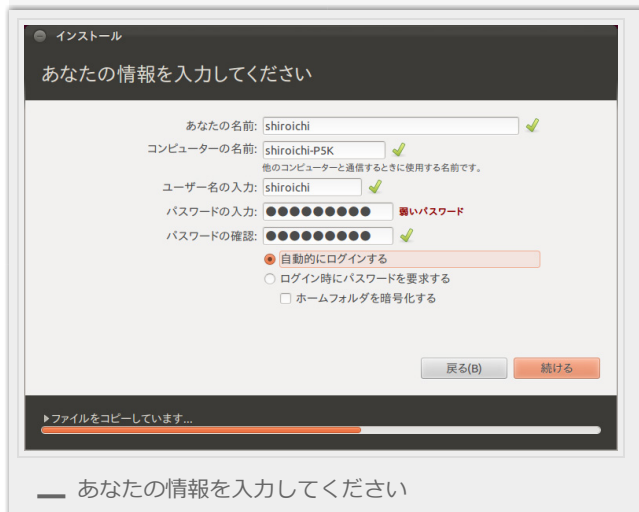 インストール
あなたの情報を入力してください
あなたの名前: shiroichi
コンピューターの名前: shiroichi-P5K
他のコンピューターと通信するときに使用する名前です。
ユーザー名の入力: shiroichi
パスワードの入力: ●●●●●●●●● 弱いパスワード
パスワードの確認: ●●●●●●●●●
自動的にログインする
ログイン時にパスワードを要求する
ホームフォルダを暗号化する
戻る(B) 続ける
ファイルをコピーしています...
あなたの情報を入力してください